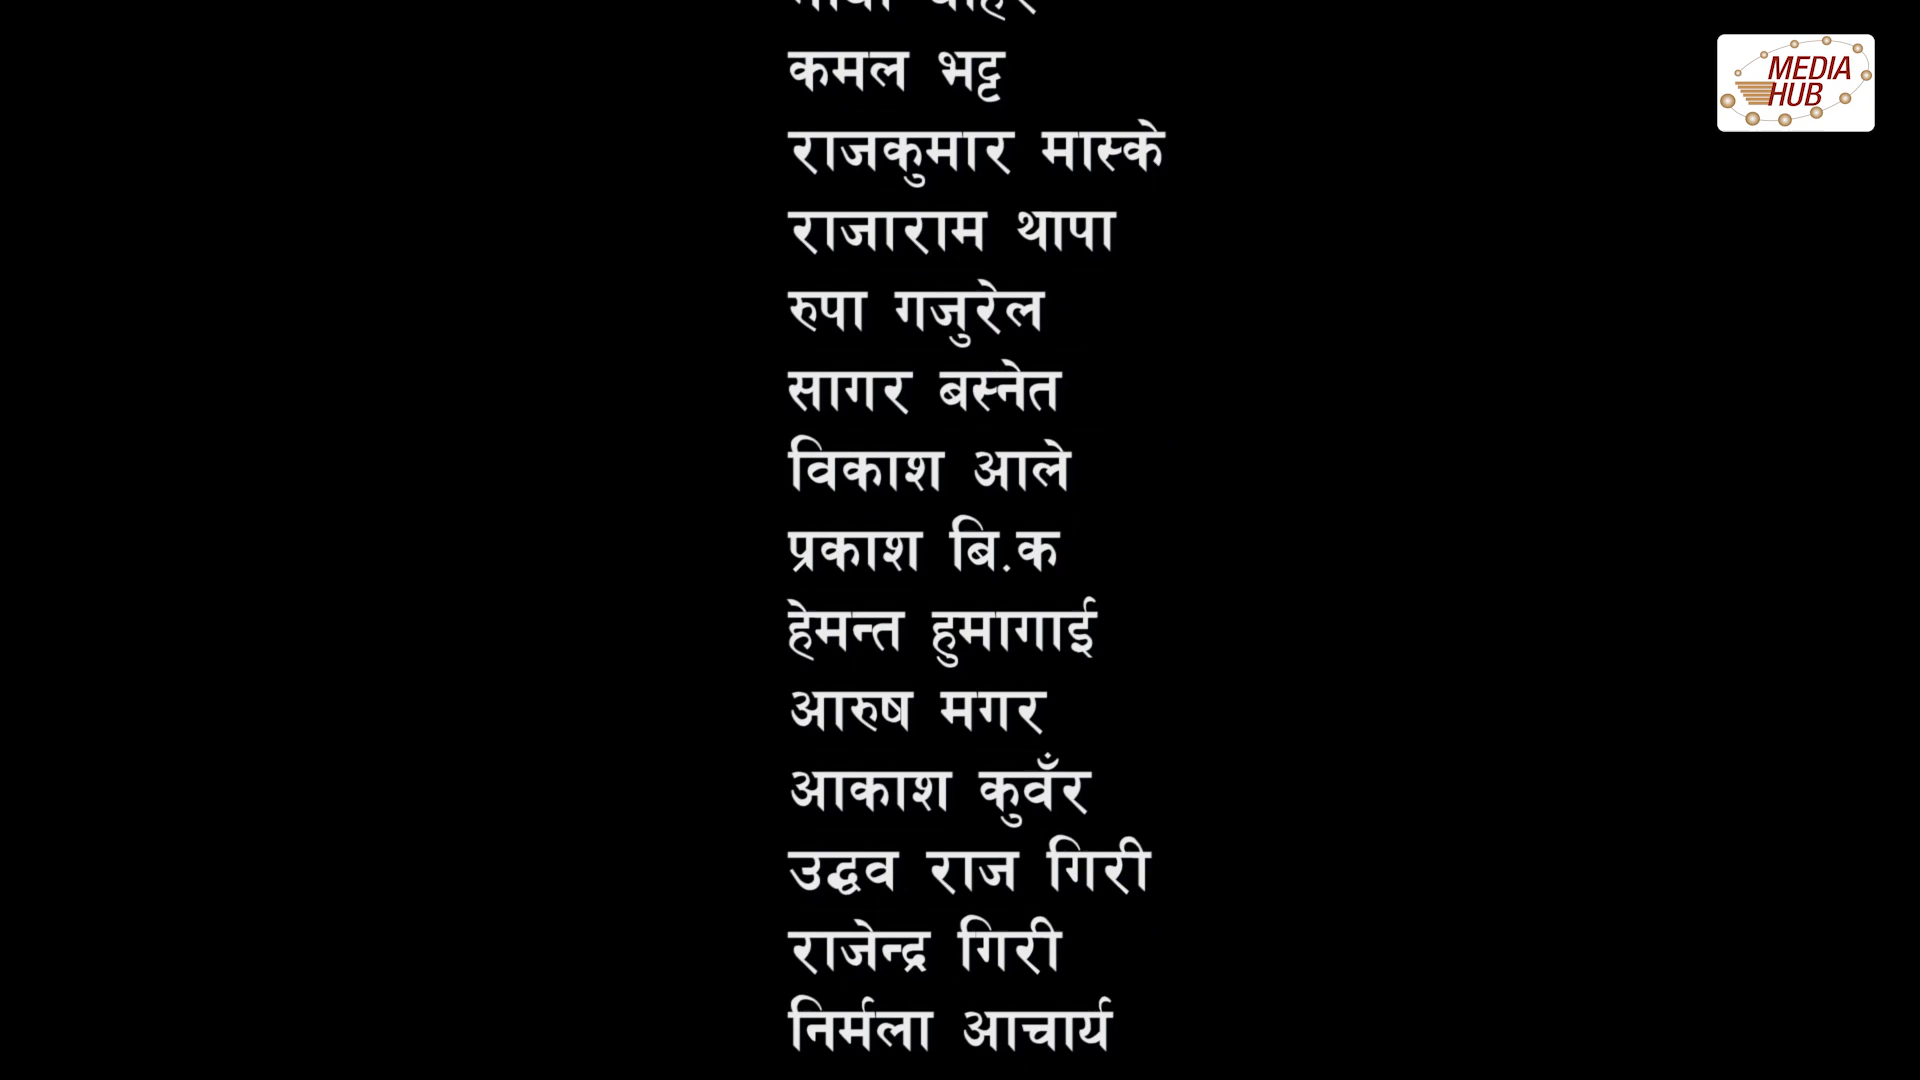 कमल भट्ट
राजकुमार मास्के
राजाराम थापा
रुपा गजुरेल
सागर बस्नेत
विकाश आले
प्रकाश बि.क
हेमन्त हुमागाई
आरुष मगर
आकाश कुवँर
उद्धव राज गिरी
राजेन्द्र गिरी
निर्मला आचार्य
MEDIA
HUB